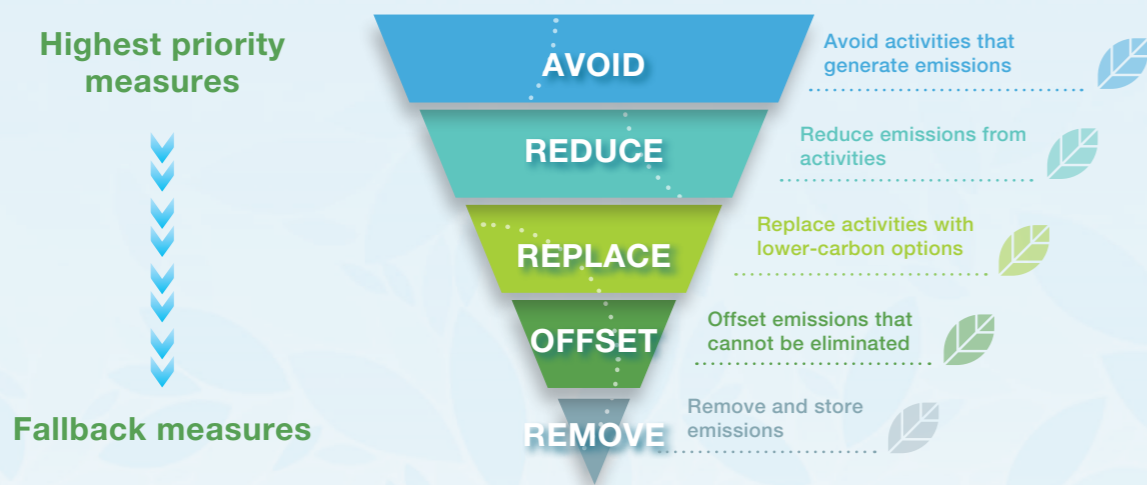 Highest priority
measures
AVOID
Avoid activities that
generate emissions
REDUCE
Reduce emissions from
activities
REPLACE
Replace activities with
lower-carbon options
OFFSET
Offset emissions that
cannot be eliminated
Fallback measures
REMOVE
Remove and store
emissions